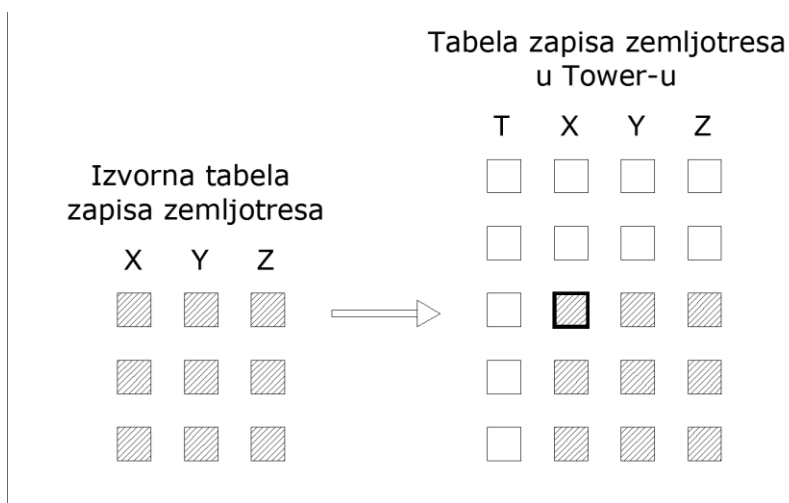 Tabela zapisa zemljotresa
u Tower-u
T X Y Z
Izvorna tabela
zapisa zemljotresa
X Y Z